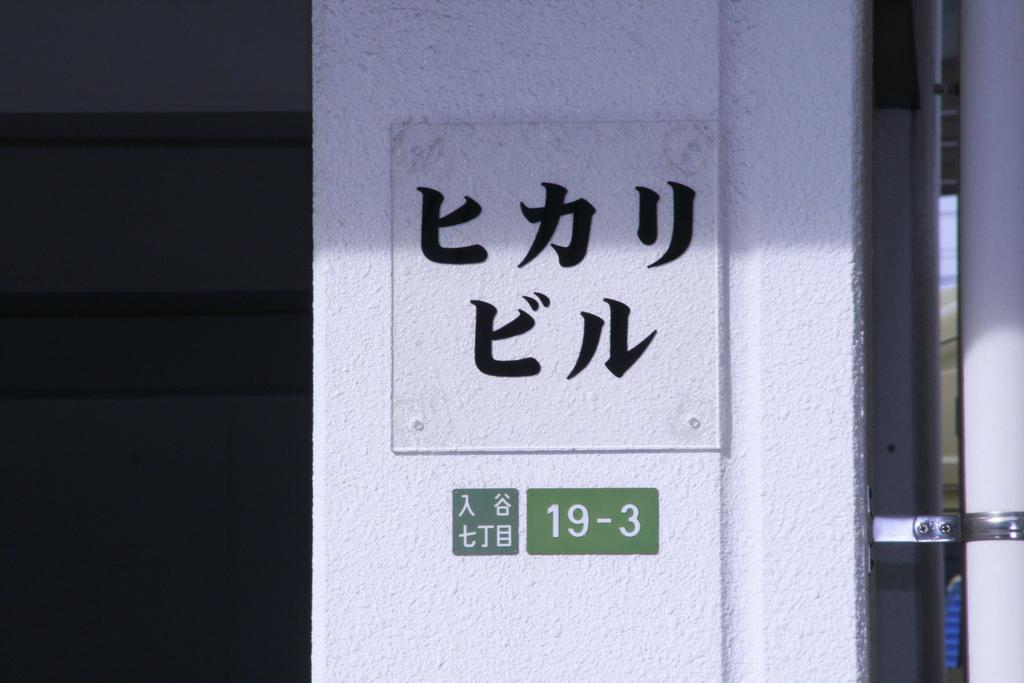 ヒカリ
ビル
入谷
七丁目
19-3